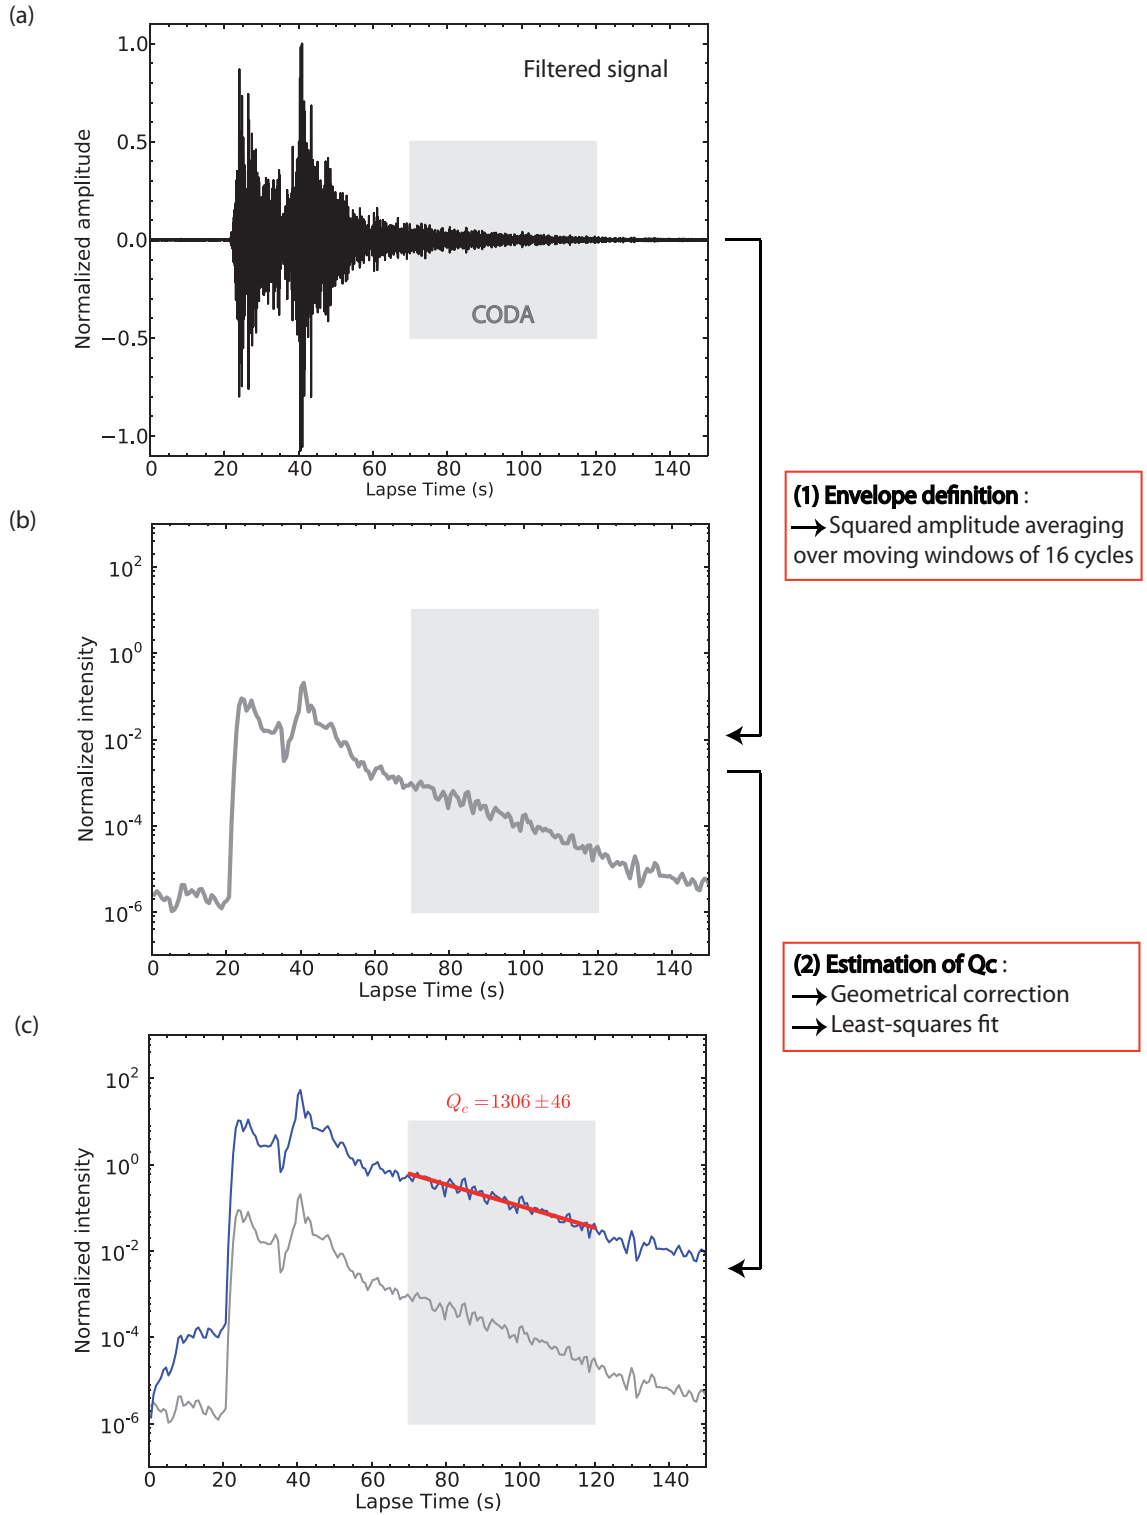 (a)
Filtered signal
Normalized amplitude
1.0
0.5
0.0
−0.5
−1.0
CODA
0 20 40 60 80 100 120 140
Lapse Time (s)
(1) Envelope definition :
Squared amplitude averaging
over moving windows of 16 cycles
(b)
Normalized intensity
10^2
10^0
10^-2
10^-4
10^-6
0 20 40 60 80 100 120 140
Lapse Time (s)
(2) Estimation of Qc :
Geometrical correction
Least-squares fit
(c)
Normalized intensity
10^2
10^0
10^-2
10^-4
10^-6
Q_c = 1306 ± 46
0 20 40 60 80 100 120 140
Lapse Time (s)